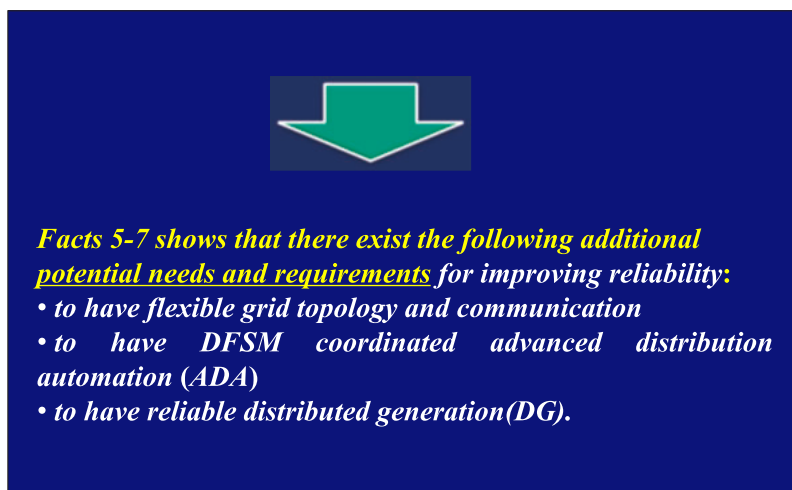 Facts 5-7 shows that there exist the following additional
potential needs and requirements for improving reliability:
• to have flexible grid topology and communication
• to have DFSM coordinated advanced distribution
automation (ADA)
• to have reliable distributed generation(DG).